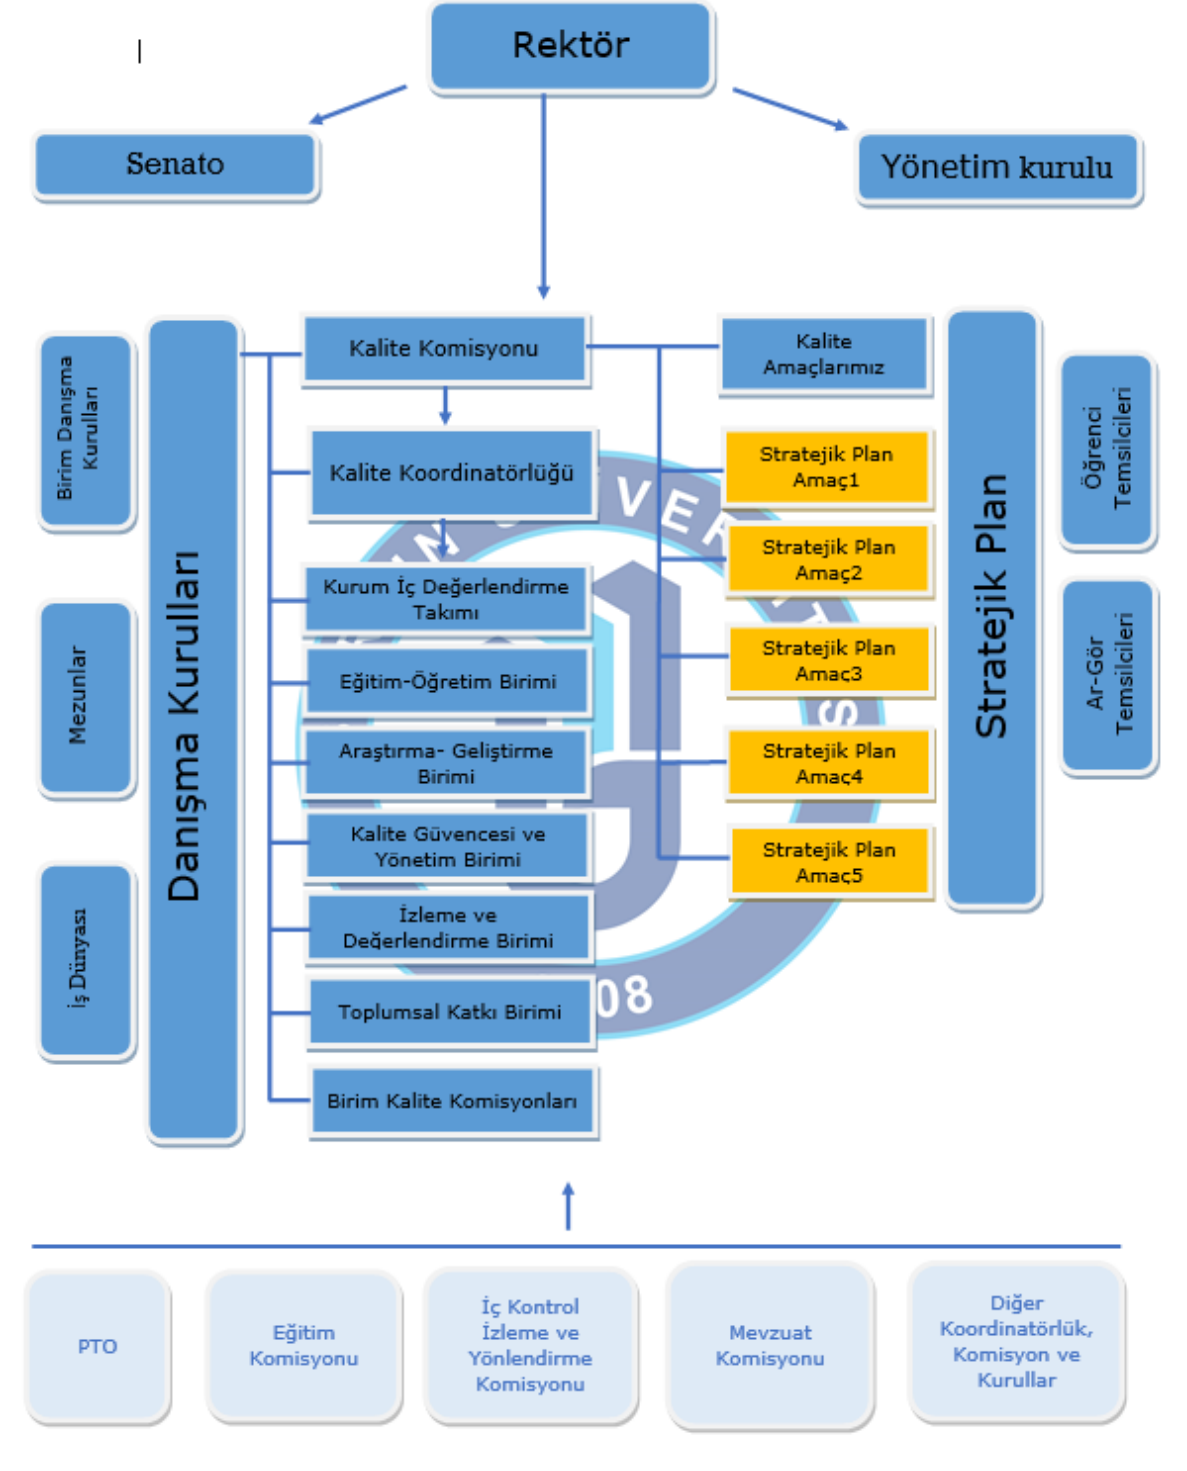 Rektör
Senato
Yönetim kurulu
Birim Danışma
Kurulları
Mezunlar
İş Dünyası
Danışma Kurulları
Kalite Komisyonu
Kalite Koordinatörlüğü
Kurum İç Değerlendirme
Takımı
Eğitim-Öğretim Birimi
Araştırma- Geliştirme
Birimi
Kalite Güvencesi ve
Yönetim Birimi
İzleme ve
Değerlendirme Birimi
Toplumsal Katkı Birimi
Birim Kalite Komisyonları
Kalite
Amaçlarımız
Stratejik Plan
Amaç1
Stratejik Plan
Amaç2
Stratejik Plan
Amaç3
Stratejik Plan
Amaç4
Stratejik Plan
Amaç5
Stratejik Plan
Öğrenci
Temsilcileri
Ar-Gör
Temsilcileri
PTO
Eğitim
Komisyonu
İç Kontrol
İzleme ve
Yönlendirme
Komisyonu
Mevzuat
Komisyonu
Diğer
Koordinatörlük,
Komisyon ve
Kurullar